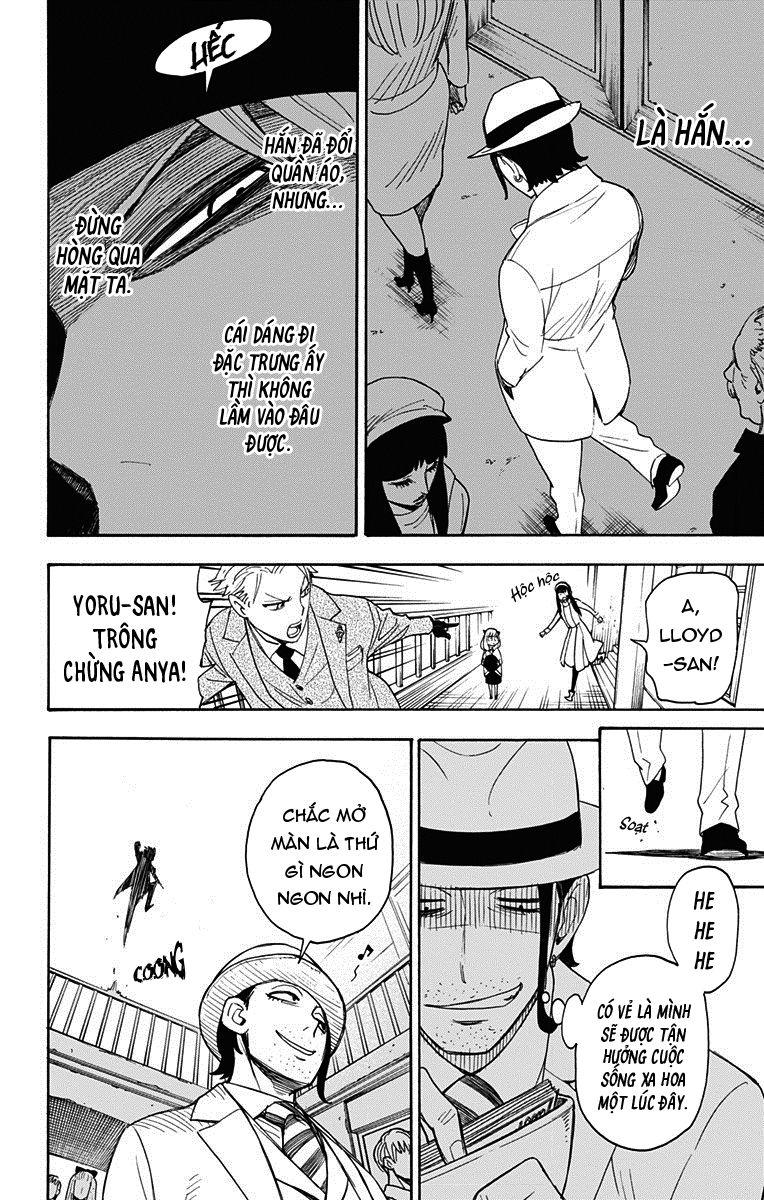 LÀ HẮN...
LIẾC
HẮN ĐÃ ĐỔI
QUẦN ÁO,
NHƯNG...
ĐỪNG
HÒNG QUA
MẶT TA.
CÁI DÁNG ĐI
ĐẶC TRƯNG ẤY
THÌ KHÔNG
LẦM VÀO ĐÂU
ĐƯỢC.
A,
LLOYD
-SAN!
Hộc hộc
YORU-SAN!
TRÔNG
CHỪNG ANYA!
Soạt
HE
HE
HE
CÓ VẺ LÀ MÌNH
SẼ ĐƯỢC TẬN
HƯỞNG CUỘC
SỐNG XA HOA
MỘT LÚC ĐÂY.
CHẮC MỞ
MÀN LÀ THỨ
GÌ NGON
NGON NHỈ.
COONG